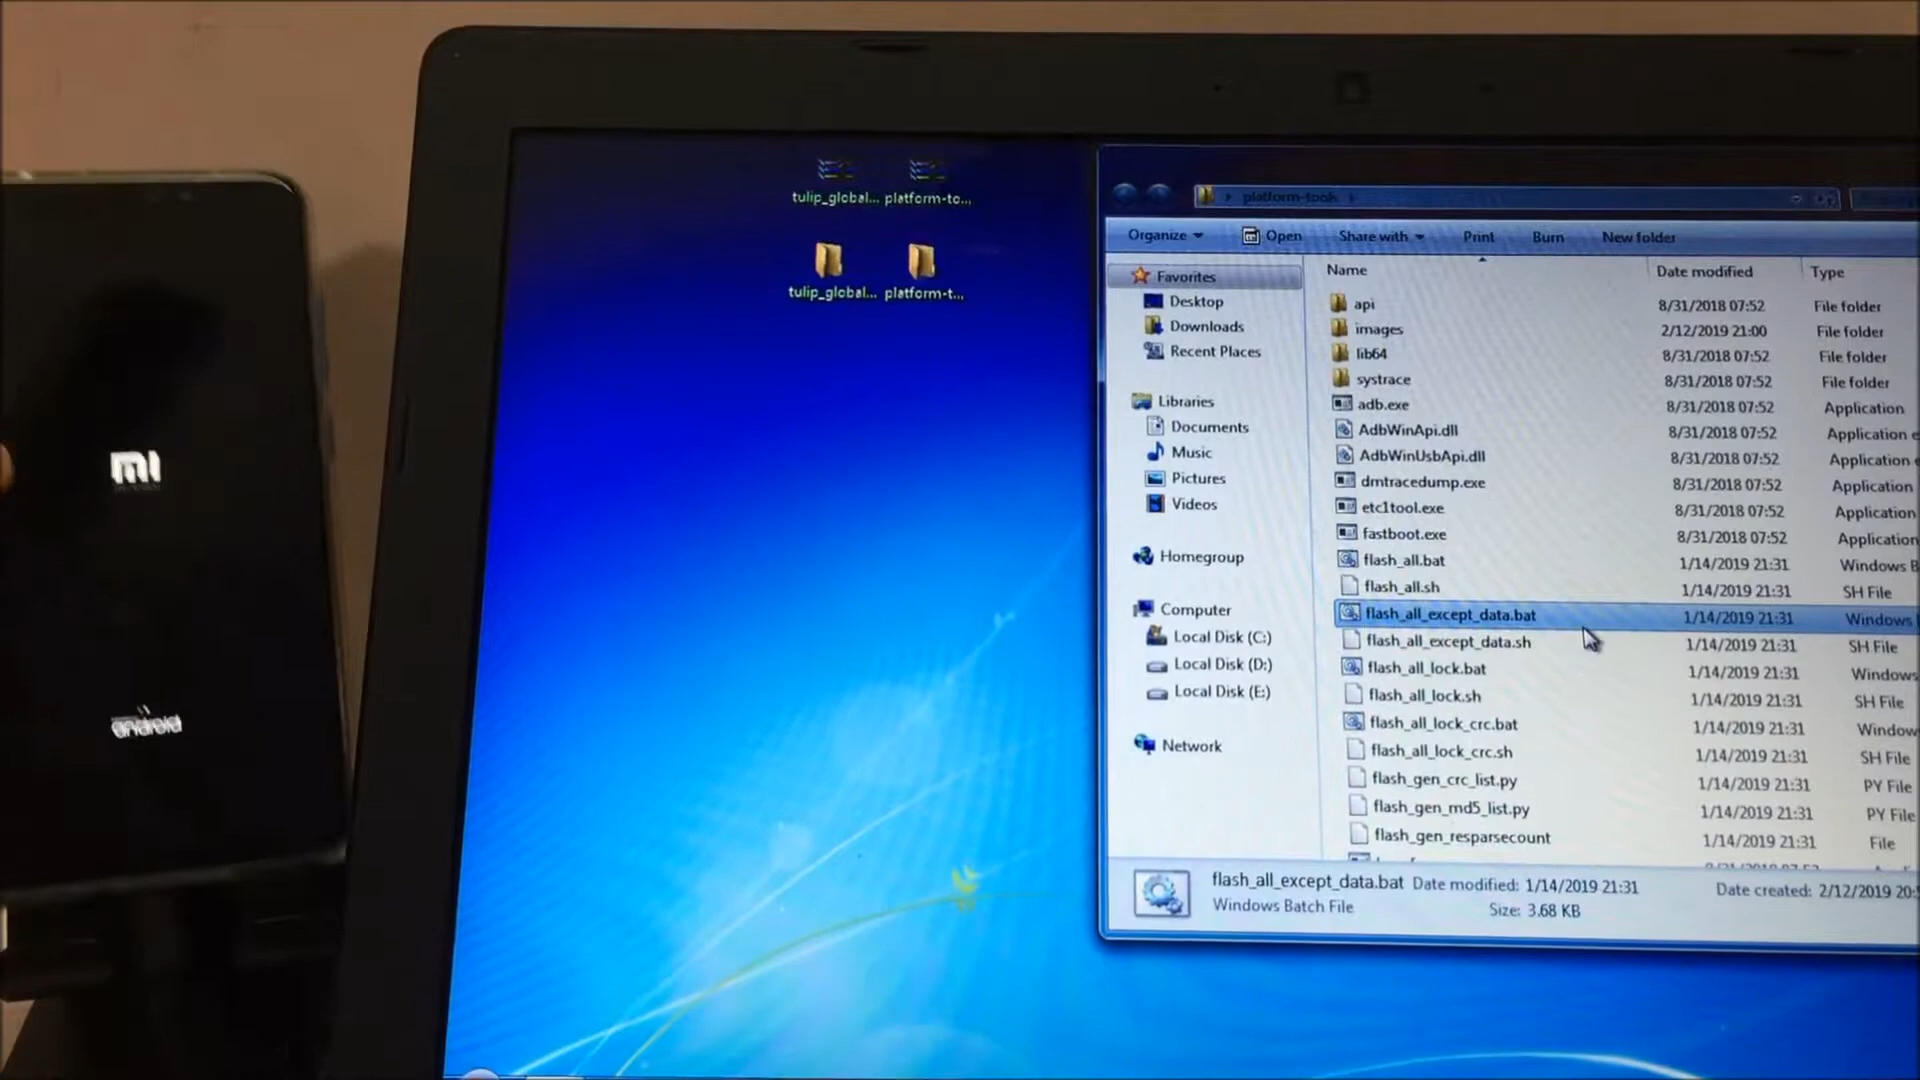 tulip_global... platform-to...
tulip_global... platform-t...
mi
android
platform-tools
Organize Open Share with Print Burn New folder
Favorites
Desktop
Downloads
Recent Places
Libraries
Documents
Music
Pictures
Videos
Homegroup
Computer
Local Disk (C:)
Local Disk (D:)
Local Disk (E:)
Network
Name Date modified Type
api 8/31/2018 07:52 File folder
images 2/12/2019 21:00 File folder
lib64 8/31/2018 07:52 File folder
systrace 8/31/2018 07:52 File folder
adb.exe 8/31/2018 07:52 Application
AdbWinApi.dll 8/31/2018 07:52 Application e
AdbWinUsbApi.dll 8/31/2018 07:52 Application e
dmtracedump.exe 8/31/2018 07:52 Application
etc1tool.exe 8/31/2018 07:52 Application
fastboot.exe 8/31/2018 07:52 Application
flash_all.bat 1/14/2019 21:31 Windows B
flash_all.sh 1/14/2019 21:31 SH File
flash_all_except_data.bat 1/14/2019 21:31 Windows
flash_all_except_data.sh 1/14/2019 21:31 SH File
flash_all_lock.bat 1/14/2019 21:31 Windows
flash_all_lock.sh 1/14/2019 21:31 SH File
flash_all_lock_crc.bat 1/14/2019 21:31 Window
flash_all_lock_crc.sh 1/14/2019 21:31 SH File
flash_gen_crc_list.py 1/14/2019 21:31 PY File
flash_gen_md5_list.py 1/14/2019 21:31 PY File
flash_gen_resparsecount 1/14/2019 21:31 File
flash_all_except_data.bat Date modified: 1/14/2019 21:31 Date created: 2/12/2019 20:
Windows Batch File Size: 3.68 KB